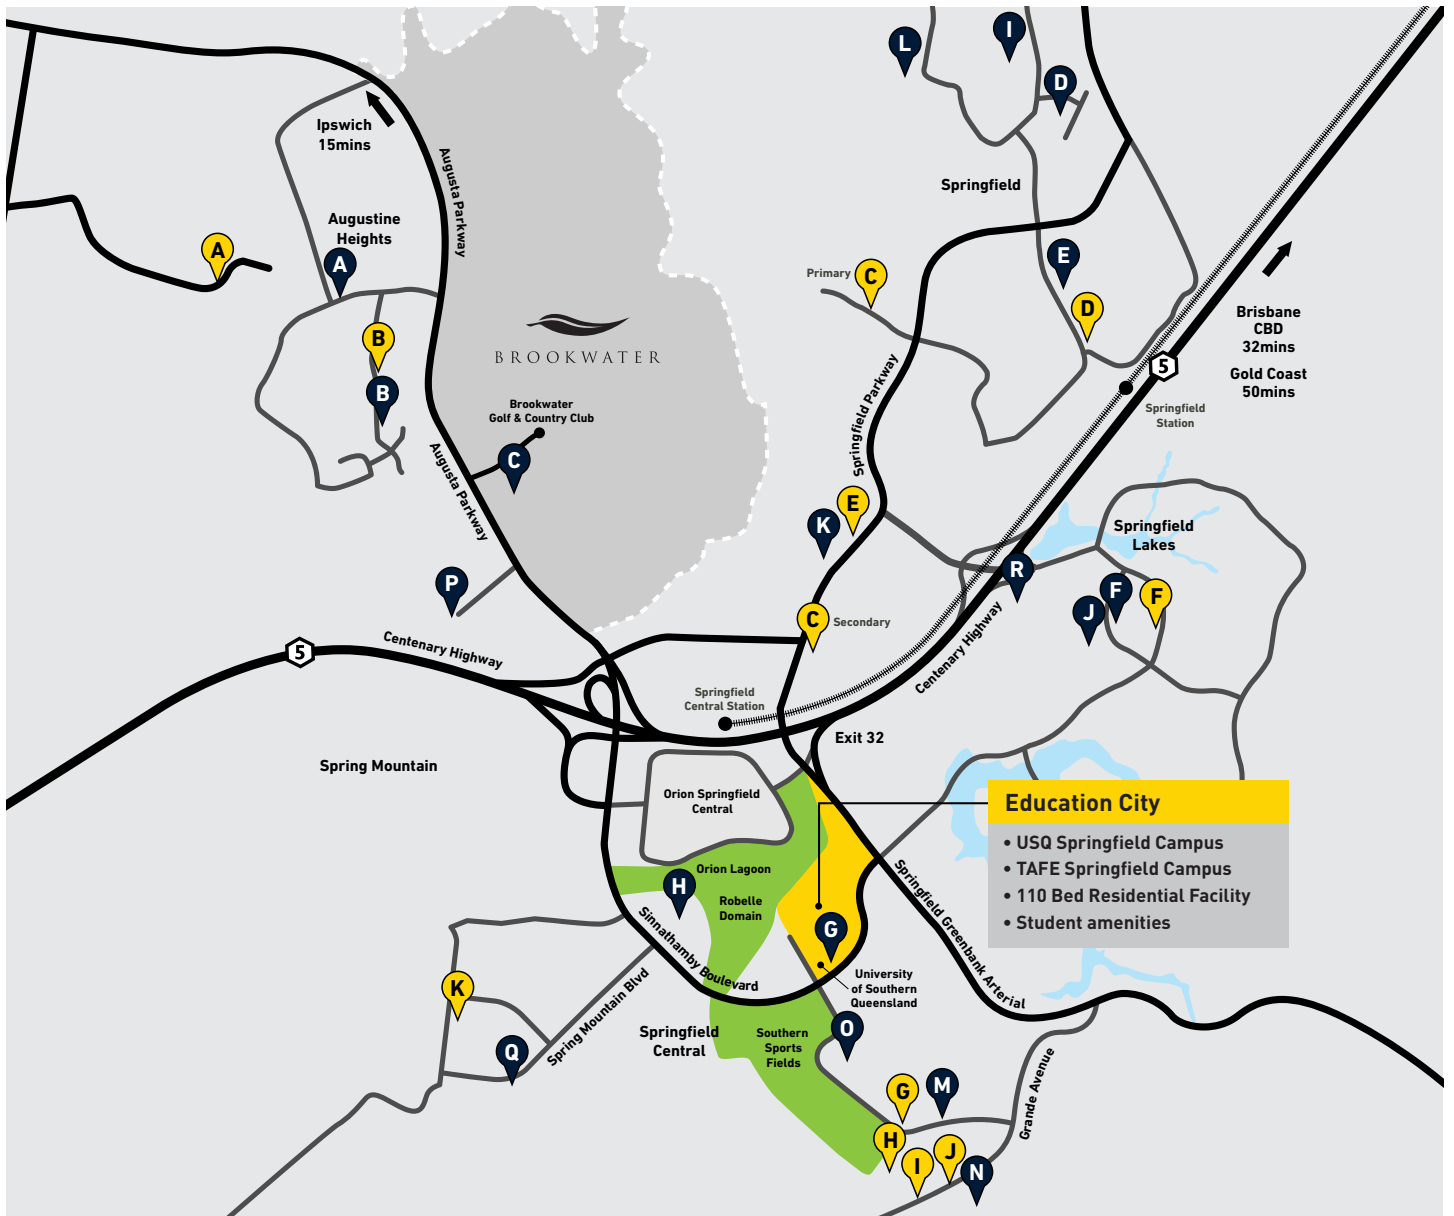 L
I
D
Ipswich
15mins
Augusta Parkway
Springfield
Augustine
Heights
A
A
E
Primary
C
D
B
BROOKWATER
Brisbane
CBD
32mins
5
Gold Coast
50mins
B
Springfield Parkway
Springfield
Station
Brookwater
Golf & Country Club
C
Augusta Parkway
E
K
Springfield
Lakes
R
P
F
F
J
C
Secondary
5
Centenary Highway
Centenary Highway
Springfield
Central Station
Exit 32
Spring Mountain
Orion Springfield
Central
Education City
• USQ Springfield Campus
• TAFE Springfield Campus
• 110 Bed Residential Facility
• Student amenities
Orion Lagoon
H
Robelle
Domain
Springfield Greenbank Arterial
Sinnathamby Boulevard
G
University
of Southern
Queensland
K
Spring Mountain Blvd
Q
Springfield
Central
Southern
Sports
Fields
O
G
M
Grande Avenue
H
I
J
N